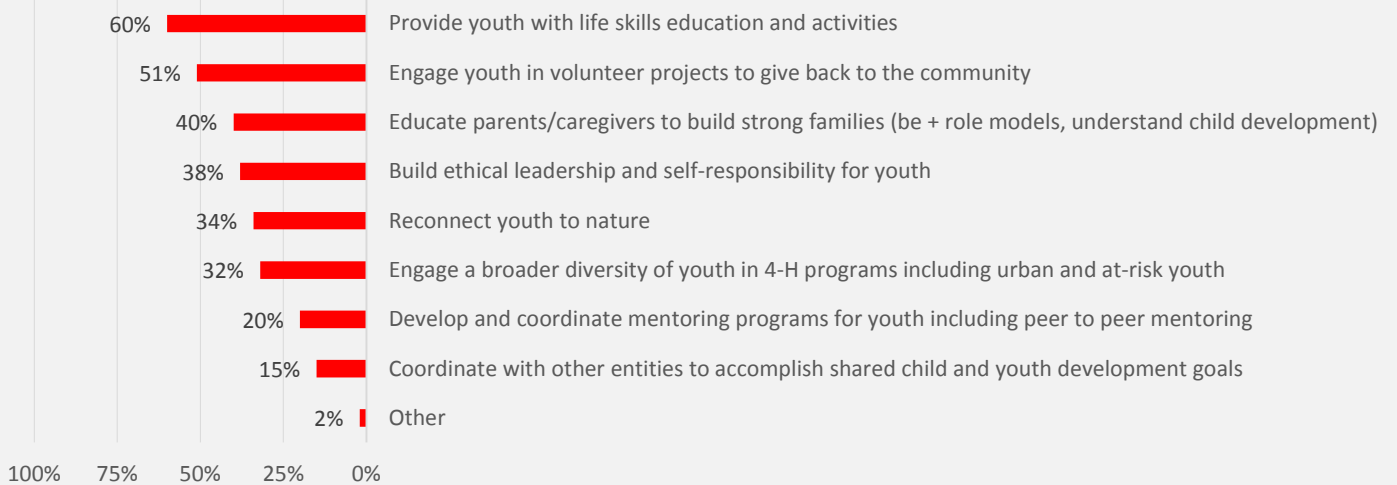 60% Provide youth with life skills education and activities
51% Engage youth in volunteer projects to give back to the community
40% Educate parents/caregivers to build strong families (be + role models, understand child development)
38% Build ethical leadership and self-responsibility for youth
34% Reconnect youth to nature
32% Engage a broader diversity of youth in 4-H programs including urban and at-risk youth
20% Develop and coordinate mentoring programs for youth including peer to peer mentoring
15% Coordinate with other entities to accomplish shared child and youth development goals
2% Other
100% 75% 50% 25% 0%